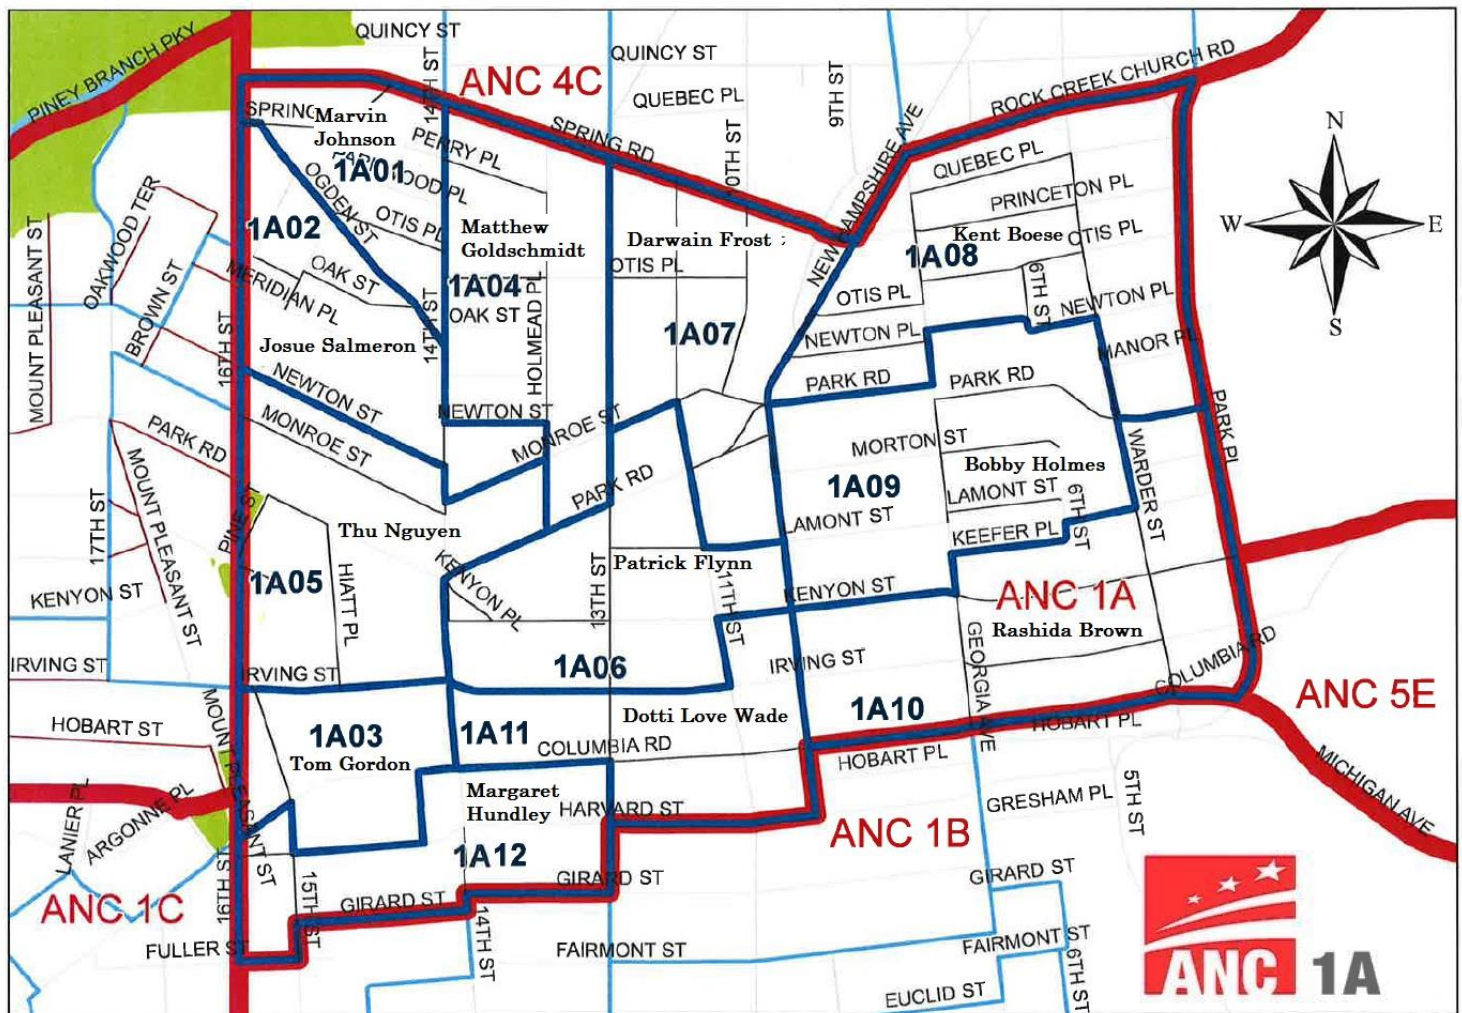 QUINCY ST
QUINCY ST
PINEY BRANCH PKY
14TH ST
ANC 4C
QUEBEC PL
9TH ST
ROCK CREEK CHURCH RD
SPRING
Marvin
Johnson
PERRY PL
SPRING RD
10TH ST
NEW HAMPSHIRE AVE
QUEBEC PL
N
1A01
OGDEN ST
OTIS PL
PRINCETON PL
OAKWOOD TER
MOUNT PLEASANT ST
1A02
Matthew
Goldschmidt
Darwain Frost
Kent Boese
OTIS PL
W
E
1A08
OTIS PL
BROWN ST
MERIDIAN PL
OAK ST
1A04
OAK ST
HOLMEAD PL
14TH ST
1A07
OTIS PL
6TH ST
NEWTON PL
S
16TH ST
Josue Salmeron
NEWTON PL
MANOR PL
NEWTON ST
PARK RD
PARK RD
NEWTON ST
MONROE ST
MONROE ST
PARK RD
PARK PL
MORTON ST
WARDER ST
MOUNT PLEASANT ST
Bobby Holmes
1A09
PARK RD
LAMONT ST
LAMONT ST
6TH ST
17TH ST
PINE ST
Thu Nguyen
KEEFER PL
KENYON ST
1A05
HIATT PL
KENYON PL
13TH ST
Patrick Flynn
11TH ST
KENYON ST
ANC 1A
Rashida Brown
IRVING ST
IRVING ST
1A06
IRVING ST
GEORGIA AVE
COLUMBIA RD
ANC 5E
HOBART ST
MOUNT PLEASANT ST
1A03
Tom Gordon
1A11
COLUMBIA RD
Dotti Love Wade
1A10
HOBART PL
HOBART PL
LANIER PL
ARGONNE PL
Margaret
Hundley
HARVARD ST
ANC 1B
GRESHAM PL
5TH ST
MICHIGAN AVE
1A12
GIRARD ST
GIRARD ST
ANC 1C
16TH ST
15TH ST
GIRARD ST
14TH ST
FULLER ST
FAIRMONT ST
FAIRMONT ST
6TH ST
EUCLID ST
ANC 1A